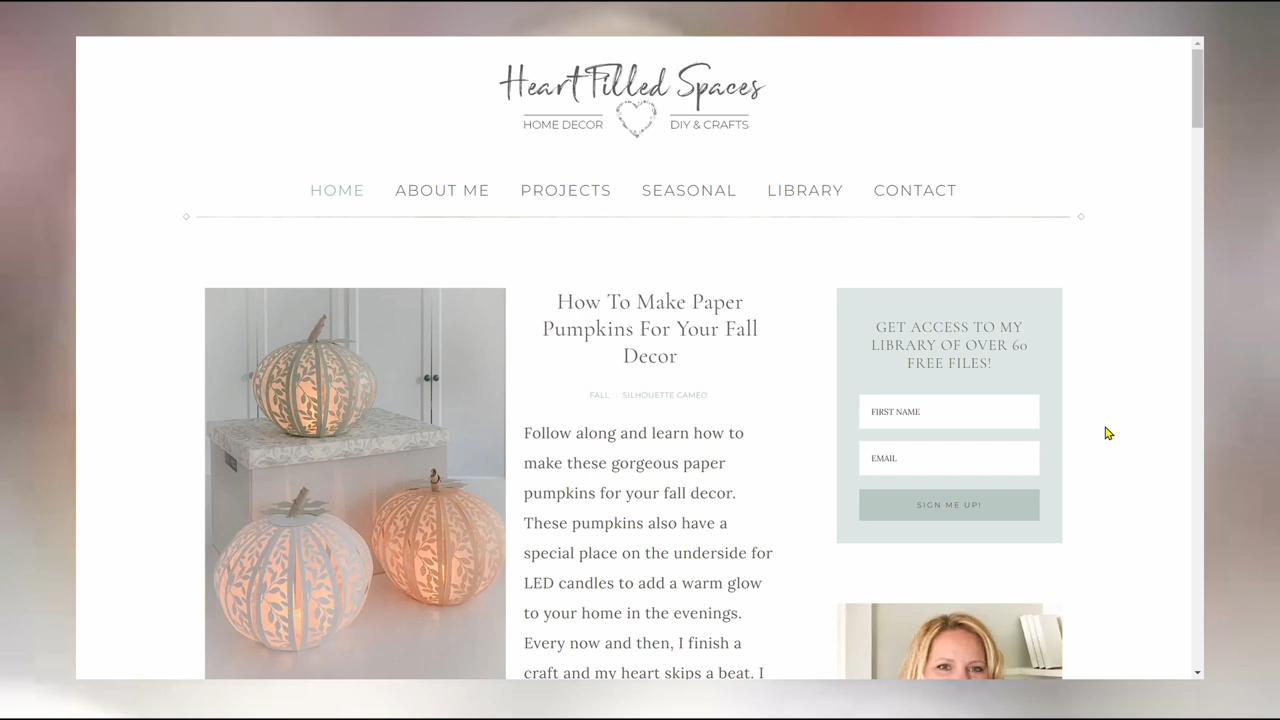 Heart Filled Spaces
HOME DECOR DIY & CRAFTS
HOME ABOUT ME PROJECTS SEASONAL LIBRARY CONTACT
How To Make Paper
Pumpkins For Your Fall
Decor
FALL · SILHOUETTE CAMEO
Follow along and learn how to
make these gorgeous paper
pumpkins for your fall decor.
These pumpkins also have a
special place on the underside for
LED candles to add a warm glow
to your home in the evenings.
Every now and then, I finish a
craft and my heart skips a beat. I
GET ACCESS TO MY
LIBRARY OF OVER 60
FREE FILES!
FIRST NAME
EMAIL
SIGN ME UP!